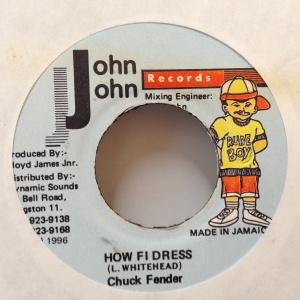 John
John
Records
Mixing Engineer:
RUDE
BOY
roduced By:-
loyd James Jnr.
istributed By:-
ynamic Sounds
Bell Road,
gston 11.
923-9138
923-9168
1996
MADE IN JAMAIC
HOW FI DRESS
(L. WHITEHEAD)
Chuck Fender